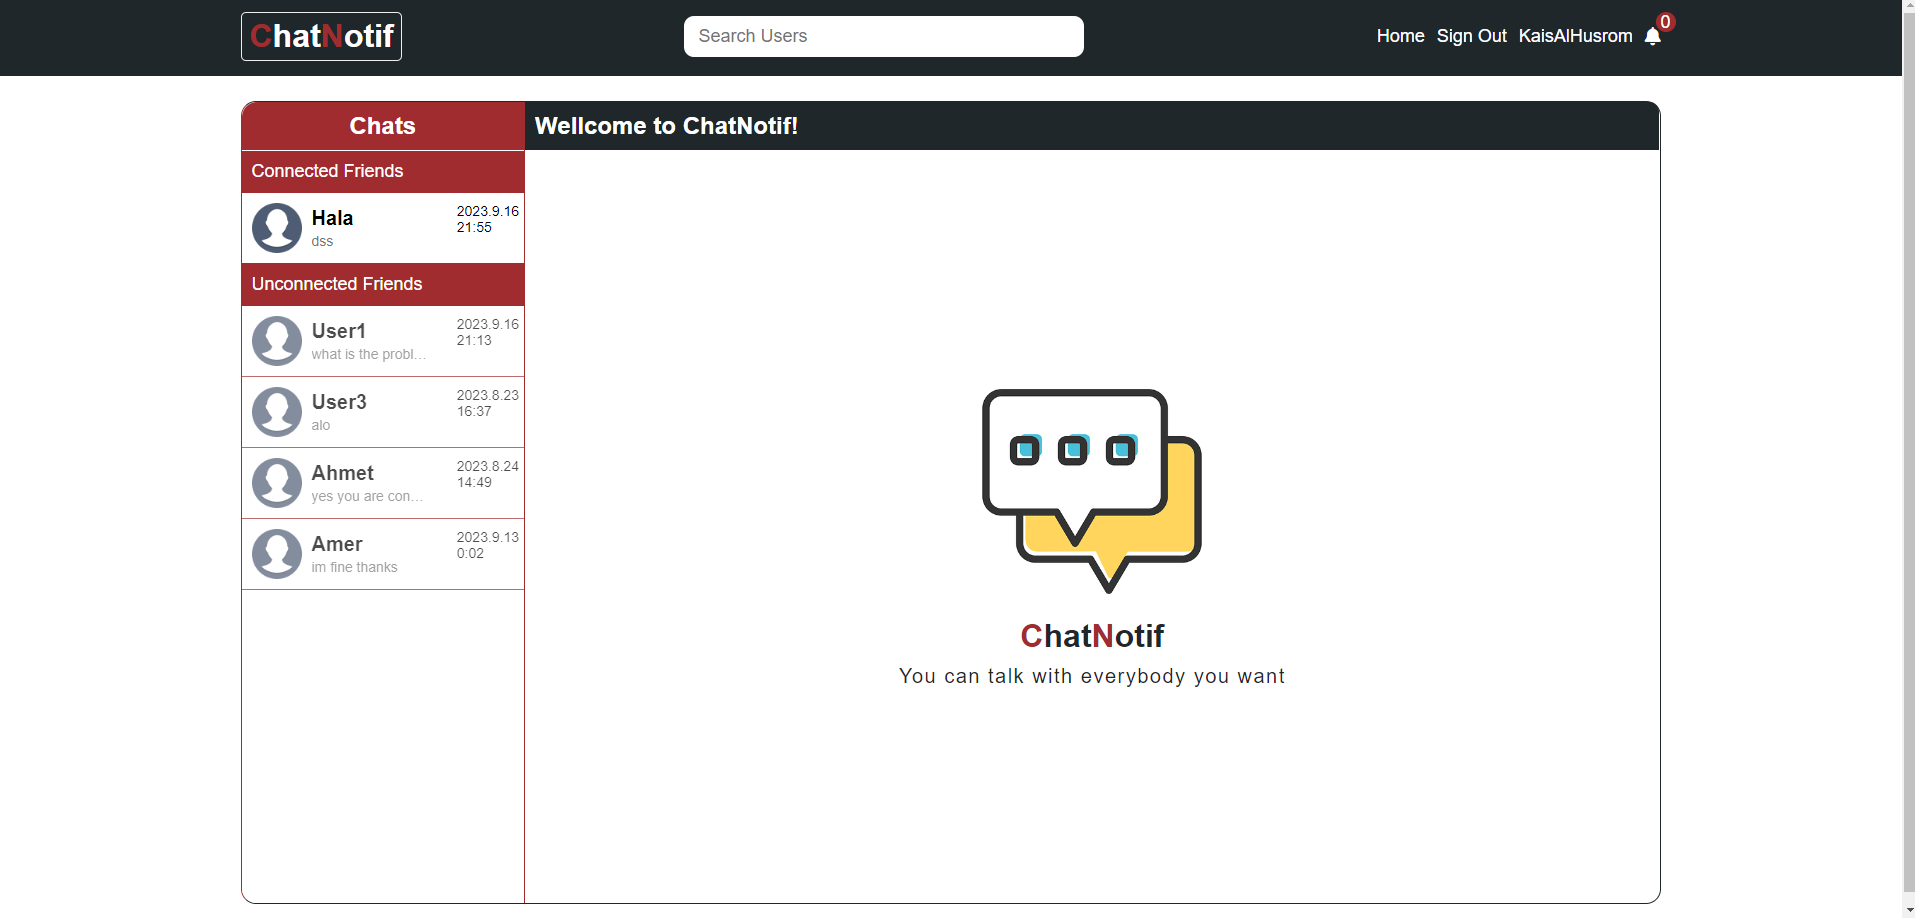 ChatNotif
Search Users
Home Sign Out KaisAlHusrom 0
Chats
Wellcome to ChatNotif!
Connected Friends
Hala
2023.9.16
21:55
dss
Unconnected Friends
User1
2023.9.16
21:13
what is the probl...
User3
2023.8.23
16:37
alo
Ahmet
2023.8.24
14:49
yes you are con...
Amer
2023.9.13
0:02
im fine thanks
ChatNotif
You can talk with everybody you want